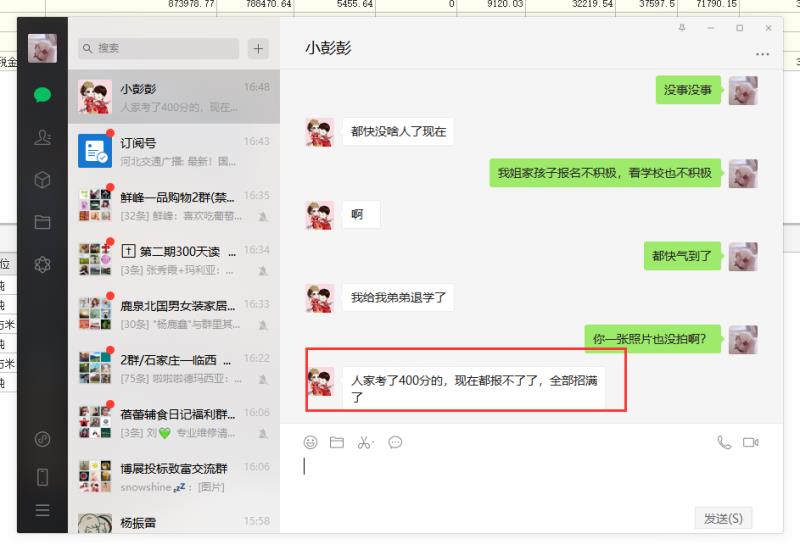 873978.77 788470.64 5455.64 0 9120.03 32219.54 37597.5 71790.15
税金
搜索
小彭彭
小彭彭 16:48
人家考了400分的，现在...
订阅号 16:43
河北交通广播: 最新！国...
鲜峰一品购物2群(禁... 16:35
[32条] 鲜峰：喜欢吃葡萄...
第二期300天读 ... 16:34
[3条] 张秀霞+玛利亚：...
鹿泉北国男女装家居... 16:33
[30条] "杨鹿鑫"与群里其...
2群/石家庄—临西 ... 16:22
[75条] 啦啦啦德玛西亚：...
蓓蕾辅食日记福利群... 16:06
[3条] 刘💚 专业维修清...
博展投标致富交流群 16:06
snowshine💤：[图片]
杨振雷 15:58
没事没事
都快没啥人了现在
我姐家孩子报名不积极，看学校也不积极
啊
都快气到了
我给我弟弟退学了
你一张照片也没拍啊？
人家考了400分的，现在都报不了了，全部招满
了
发送(S)
位
吨
吨
方米
吨
方米
吨